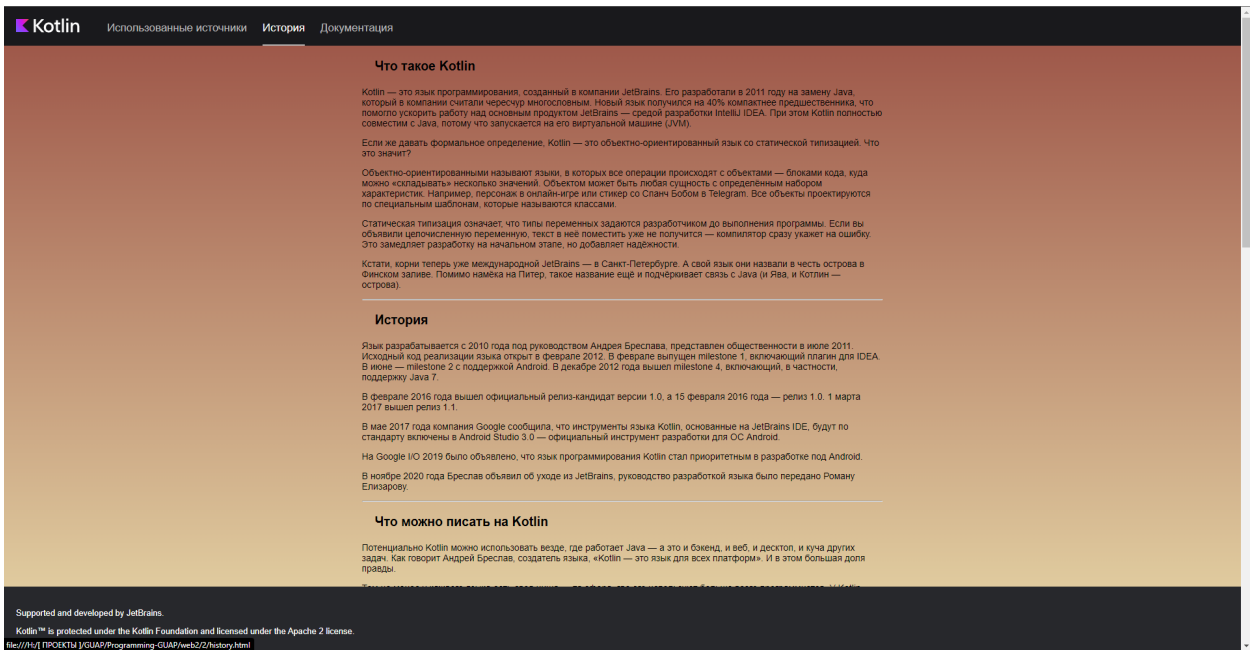 Kotlin Использованные источники История Документация
Что такое Kotlin
Kotlin — это язык программирования, созданный в компании JetBrains. Его разработали в 2011 году на замену Java,
который в компании считали чересчур многословным. Новый язык получился на 40% компактнее предшественника, что
помогло ускорить работу над основным продуктом JetBrains — средой разработки IntelliJ IDEA. При этом Kotlin полностью
совместим с Java, потому что запускается на его виртуальной машине (JVM).
Если же давать формальное определение, Kotlin — это объектно-ориентированный язык со статической типизацией. Что
это значит?
Объектно-ориентированными называют языки, в которых все операции происходят с объектами — блоками кода, куда
можно «складывать» несколько значений. Объектом может быть любая сущность с определённым набором
характеристик. Например, персонаж в онлайн-игре или стикер со Спанч Бобом в Telegram. Все объекты проектируются
по специальным шаблонам, которые называются классами.
Статическая типизация означает, что типы переменных задаются разработчиком до выполнения программы. Если вы
объявили целочисленную переменную, текст в неё поместить уже не получится — компилятор сразу укажет на ошибку.
Это замедляет разработку на начальном этапе, но добавляет надёжности.
Кстати, корни теперь уже международной JetBrains — в Санкт-Петербурге. А свой язык они назвали в честь острова в
Финском заливе. Помимо намёка на Питер, такое название ещё и подчёркивает связь с Java (и Ява, и Котлин —
острова).
История
Язык разрабатывается с 2010 года под руководством Андрея Бреслава, представлен общественности в июле 2011.
Исходный код реализации языка открыт в феврале 2012. В феврале выпущен milestone 1, включающий плагин для IDEA.
В июне — milestone 2 с поддержкой Android. В декабре 2012 года вышел milestone 4, включающий, в частности,
поддержку Java 7.
В феврале 2016 года вышел официальный релиз-кандидат версии 1.0, а 15 февраля 2016 года — релиз 1.0. 1 марта
2017 вышел релиз 1.1.
В мае 2017 года компания Google сообщила, что инструменты языка Kotlin, основанные на JetBrains IDE, будут по
стандарту включены в Android Studio 3.0 — официальный инструмент разработки для ОС Android.
На Google I/O 2019 было объявлено, что язык программирования Kotlin стал приоритетным в разработке под Android.
В ноябре 2020 года Бреслав объявил об уходе из JetBrains, руководство разработкой языка было передано Роману
Елизарову.
Что можно писать на Kotlin
Потенциально Kotlin можно использовать везде, где работает Java — а это и бэкенд, и веб, и десктоп, и куча других
задач. Как говорит Андрей Бреслав, создатель языка, «Kotlin — это язык для всех платформ». И в этом большая доля
правды.
Supported and developed by JetBrains.
Kotlin™ is protected under the Kotlin Foundation and licensed under the Apache 2 license.
file:///H:/[ ПРОЕКТЫ ]/GUAP/Programming-GUAP/web2/2/history.html